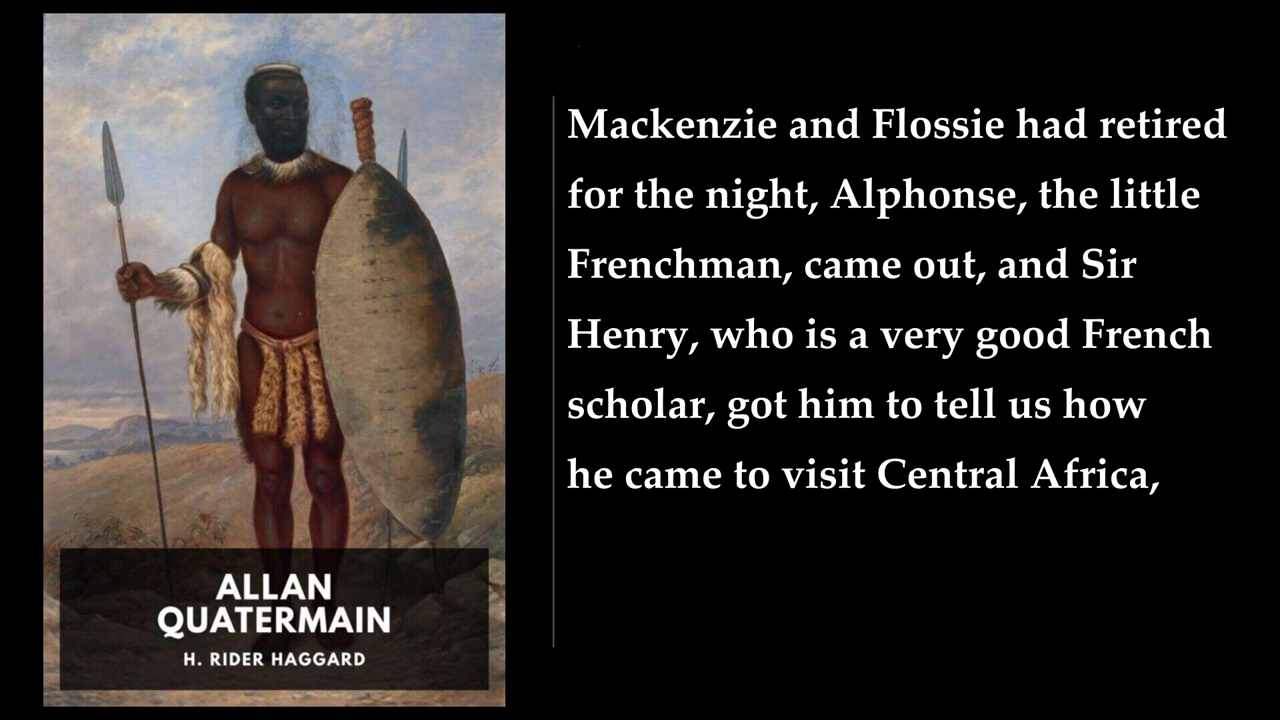 Mackenzie and Flossie had retired
for the night, Alphonse, the little
Frenchman, came out, and Sir
Henry, who is a very good French
scholar, got him to tell us how
he came to visit Central Africa,
ALLAN
QUATERMAIN
H. RIDER HAGGARD